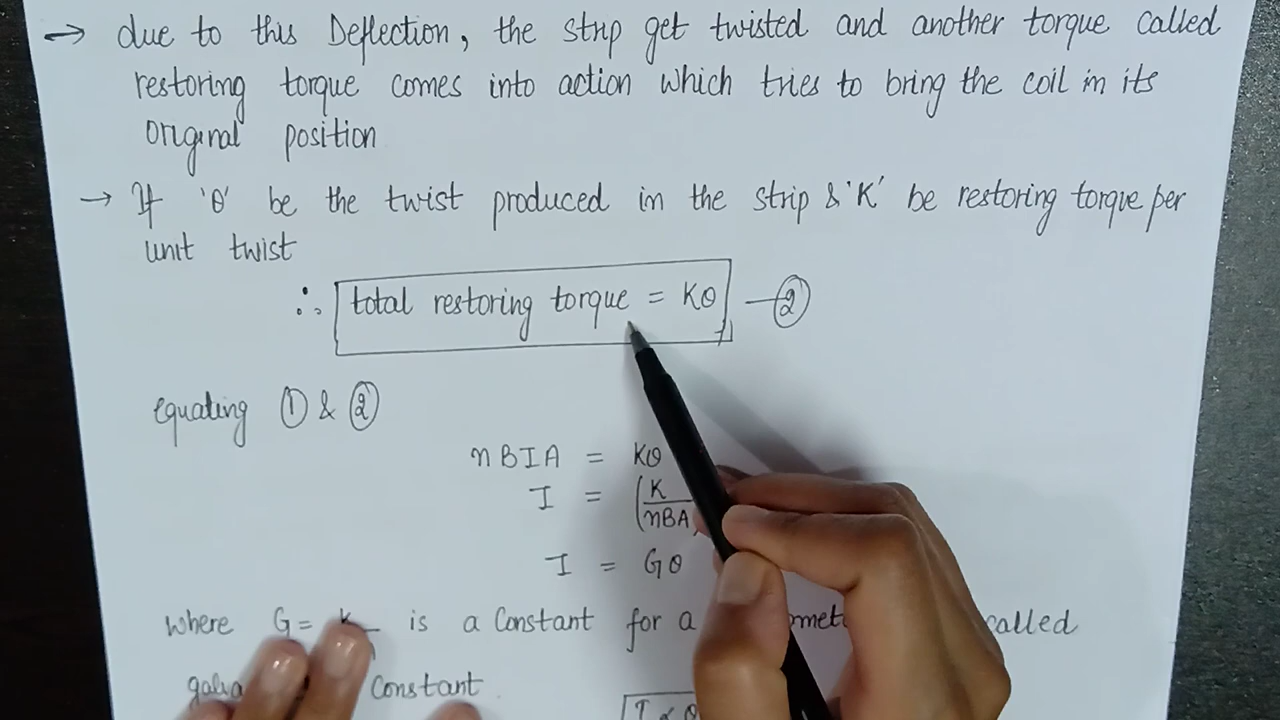 → due to this Deflection, the strip get twisted and another torque called
restoring torque comes into action which tries to bring the coil in its
Original position
→ If 'θ' be the twist produced in the strip & 'K' be restoring torque per
unit twist
∴ total restoring torque = Kθ — ②
equating ① & ②
nBIA = Kθ
I = (K/nBA
I = Gθ
where G = K is a Constant for a called
Constant
I ∝ θ